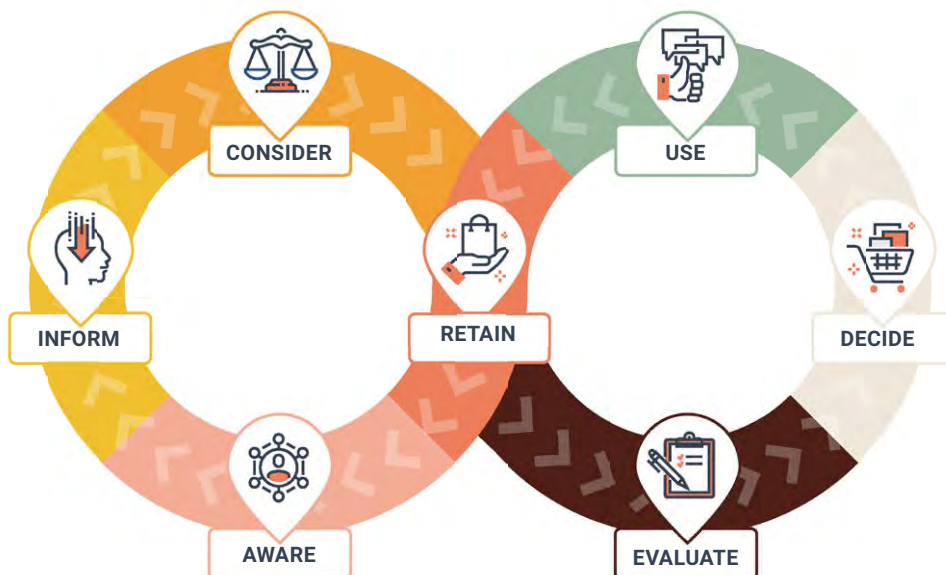 CONSIDER
USE
INFORM
RETAIN
DECIDE
AWARE
EVALUATE